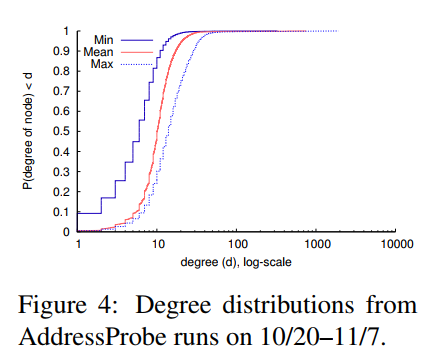 1
0.9
0.8
0.7
0.6
0.5
0.4
0.3
0.2
0.1
0
P(degree of node) < d
Min
Mean
Max
1 10 100 1000 10000
degree (d), log-scale
Figure 4: Degree distributions from
AddressProbe runs on 10/20–11/7.